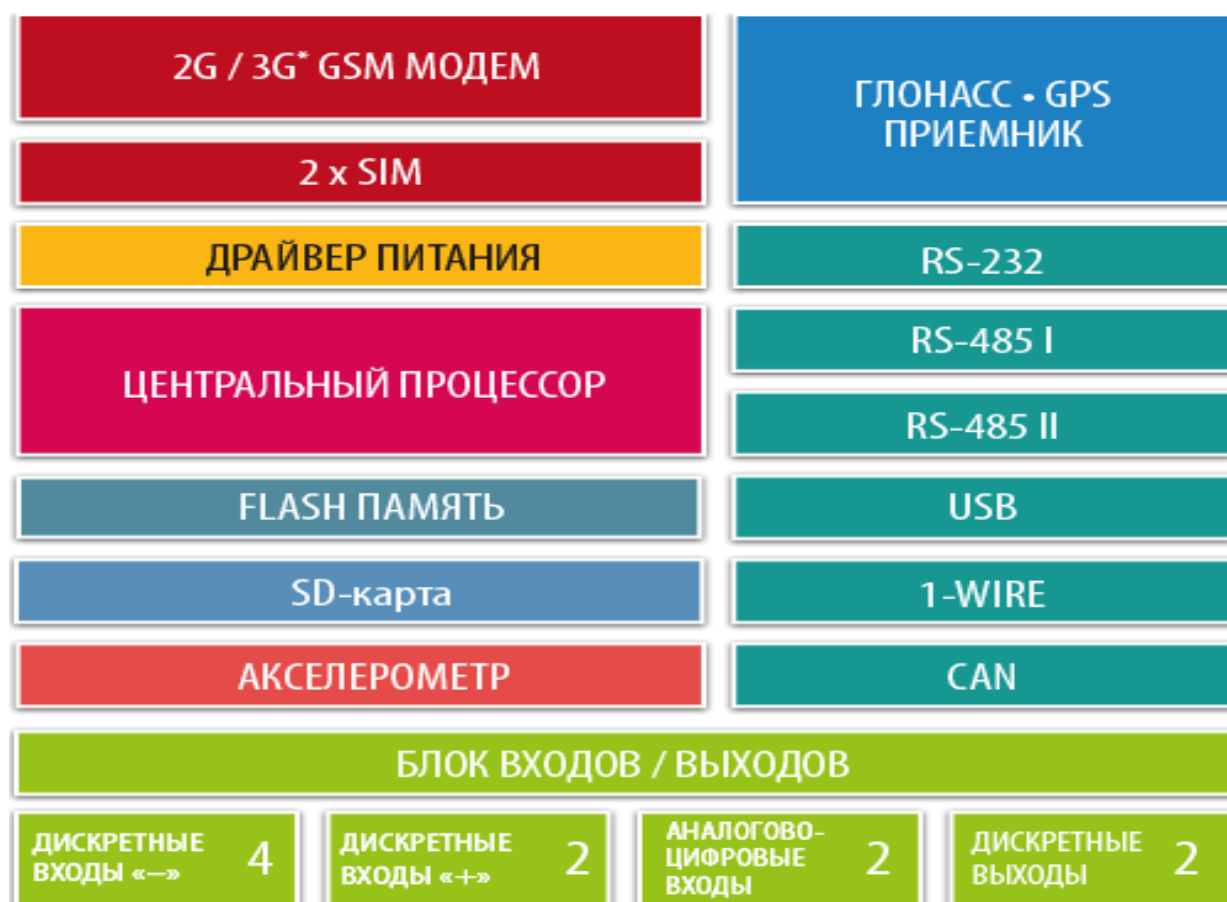 2G / 3G* GSM МОДЕМ
2 x SIM
ДРАЙВЕР ПИТАНИЯ
ЦЕНТРАЛЬНЫЙ ПРОЦЕССОР
FLASH ПАМЯТЬ
SD-карта
АКСЕЛЕРОМЕТР
ГЛОНАСС • GPS
ПРИЕМНИК
RS-232
RS-485 I
RS-485 II
USB
1-WIRE
CAN
БЛОК ВХОДОВ / ВЫХОДОВ
ДИСКРЕТНЫЕ
ВХОДЫ «—»
4
ДИСКРЕТНЫЕ
ВХОДЫ «+»
2
АНАЛОГОВО-
ЦИФРОВЫЕ
ВХОДЫ
2
ДИСКРЕТНЫЕ
ВЫХОДЫ
2